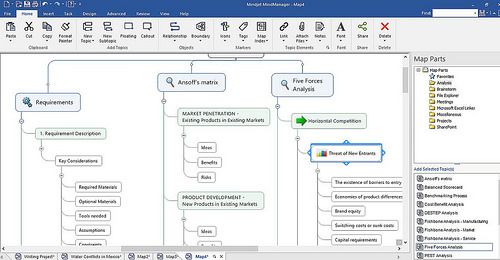 Mindjet MindManager - Map4
File
Home
Insert
Task
Design
Advanced
Review
View
Help
Find:
Paste
Cut
Copy
Format
Painter
New
Topic
New
Subtopic
Floating
Callout
Relationship
Boundary
Icons
Tags
Map
Index
Link
Attach
Files
Notes
Font
Share
Delete
Clipboard
Add Topics
Objects
Markers
Topic Elements
Delete
Requirements
1. Requirement Description
Key Considerations
Required Materials
Optional Materials
Tools needed
Assumptions
Constraints
Ansoff's matrix
MARKET PENETRATION -
Existing Products in Existing Markets
Ideas
Benefits
Risks
PRODUCT DEVELOPMENT -
New Products in Existing Markets
Ideas
Benefits
Five Forces
Analysis
Horizontal Competition
Threat of New Entrants
The existence of barriers to entry
Economies of product differences
Brand equity
Switching costs or sunk costs
Capital requirements
Map Parts
Map Parts
Favorites
Analysis
Brainstorm
File Explorer
Meetings
Microsoft Excel Linker
Miscellaneous
Projects
SharePoint
Add Selected Topic(s)
Ansoff's matrix
Balanced Scorecard
Benchmarking Process
Cost Benefit Analysis
DESTEP Analysis
Fishbone Analysis - Manufacturing
Fishbone Analysis - Market
Fishbone Analysis - Service
Five Forces Analysis
PEST Analysis
Writing Project*
Water Conflicts in Mexico*
Map2*
Map3*
Map4*